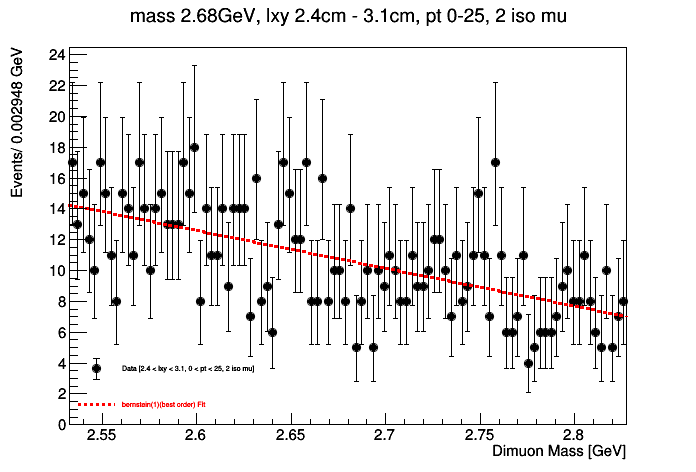 mass 2.68GeV, lxy 2.4cm - 3.1cm, pt 0-25, 2 iso mu
Events/ 0.002948 GeV
24
22
20
18
16
14
12
10
8
6
4
2
0
Data [2.4 < lxy < 3.1, 0 < pt < 25, 2 iso mu]
bernstein(1)(best order) Fit
2.55 2.6 2.65 2.7 2.75 2.8
Dimuon Mass [GeV]